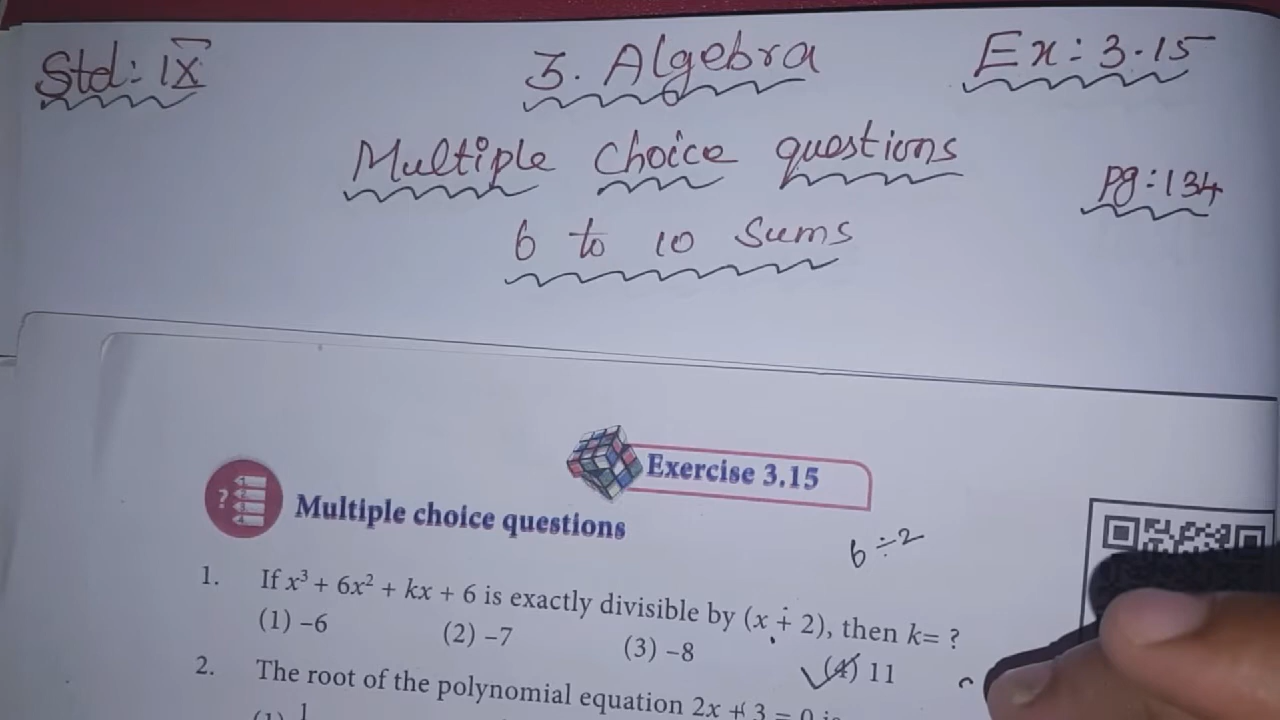 Std: IX 3. Algebra Ex: 3.15
Multiple choice questions
Pg: 134
6 to 10 Sums
Exercise 3.15
Multiple choice questions
6 ÷ 2
1. If x³ + 6x² + kx + 6 is exactly divisible by (x + 2), then k= ?
(1) –6 (2) –7 (3) –8 (4) 11
2. The root of the polynomial equation 2x + 3 = 0 is
(1) 1